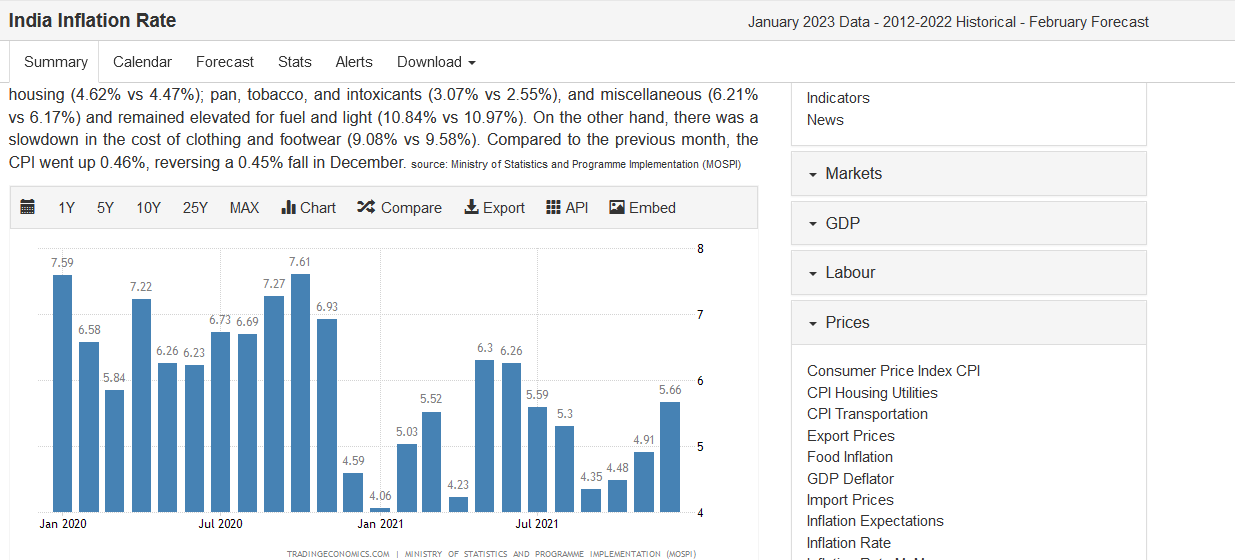 India Inflation Rate
January 2023 Data - 2012-2022 Historical - February Forecast
Summary Calendar Forecast Stats Alerts Download
housing (4.62% vs 4.47%); pan, tobacco, and intoxicants (3.07% vs 2.55%), and miscellaneous (6.21%
vs 6.17%) and remained elevated for fuel and light (10.84% vs 10.97%). On the other hand, there was a
slowdown in the cost of clothing and footwear (9.08% vs 9.58%). Compared to the previous month, the
CPI went up 0.46%, reversing a 0.45% fall in December. source: Ministry of Statistics and Programme Implementation (MOSPI)
1Y 5Y 10Y 25Y MAX Chart Compare Export API Embed
8
7
6
5
4
7.59
6.58
5.84
7.22
6.26
6.23
6.73
6.69
7.27
7.61
6.93
4.59
4.06
5.03
5.52
4.23
6.3
6.26
5.59
5.3
4.35
4.48
4.91
5.66
Jan 2020 Jul 2020 Jan 2021 Jul 2021
TRADINGECONOMICS.COM | MINISTRY OF STATISTICS AND PROGRAMME IMPLEMENTATION (MOSPI)
Indicators
News
Markets
GDP
Labour
Prices
Consumer Price Index CPI
CPI Housing Utilities
CPI Transportation
Export Prices
Food Inflation
GDP Deflator
Import Prices
Inflation Expectations
Inflation Rate